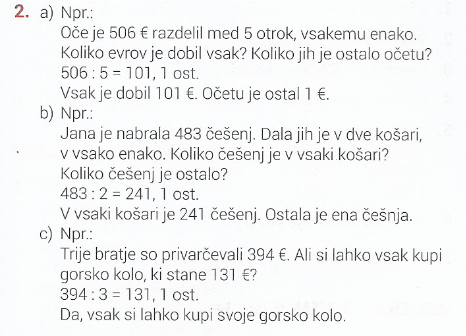 2. a) Npr.:
Oče je 506 € razdelil med 5 otrok, vsakemu enako.
Koliko evrov je dobil vsak? Koliko jih je ostalo očetu?
506 : 5 = 101, 1 ost.
Vsak je dobil 101 €. Očetu je ostal 1 €.
b) Npr.:
Jana je nabrala 483 češenj. Dala jih je v dve košari,
v vsako enako. Koliko češenj je v vsaki košari?
Koliko češenj je ostalo?
483 : 2 = 241, 1 ost.
V vsaki košari je 241 češenj. Ostala je ena češnja.
c) Npr.:
Trije bratje so privarčevali 394 €. Ali si lahko vsak kupi
gorsko kolo, ki stane 131 €?
394 : 3 = 131, 1 ost.
Da, vsak si lahko kupi svoje gorsko kolo.